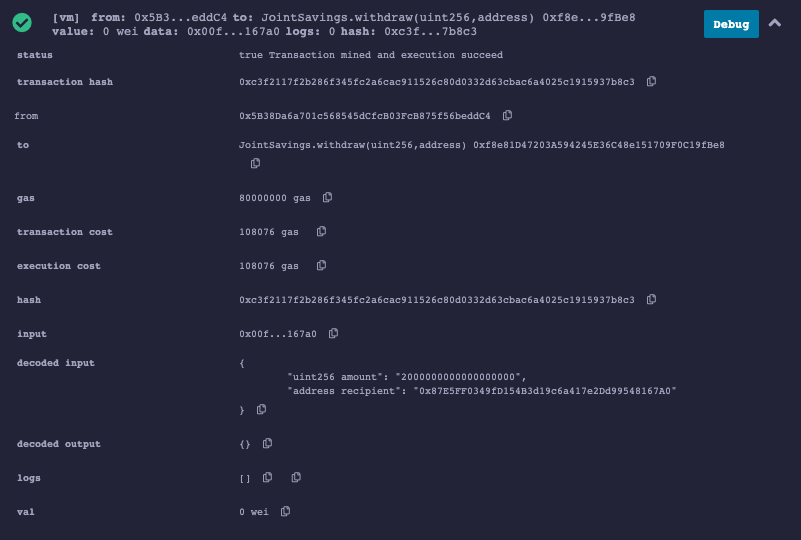 [vm] from: 0x5B3...eddC4 to: JointSavings.withdraw(uint256,address) 0xf8e...9fBe8
value: 0 wei data: 0x00f...167a0 logs: 0 hash: 0xc3f...7b8c3
Debug
status true Transaction mined and execution succeed
transaction hash 0xc3f2117f2b286f345fc2a6cac911526c80d0332d63cbac6a4025c1915937b8c3
from 0x5B38Da6a701c568545dCfcB03FcB875f56beddC4
to JointSavings.withdraw(uint256,address) 0xf8e81D47203A594245E36C48e151709F0C19fBe8
gas 80000000 gas
transaction cost 108076 gas
execution cost 108076 gas
hash 0xc3f2117f2b286f345fc2a6cac911526c80d0332d63cbac6a4025c1915937b8c3
input 0x00f...167a0
decoded input {
"uint256 amount": "2000000000000000000",
"address recipient": "0x87E5FF0349fD154B3d19c6a417e2Dd99548167A0"
}
decoded output {}
logs []
val 0 wei